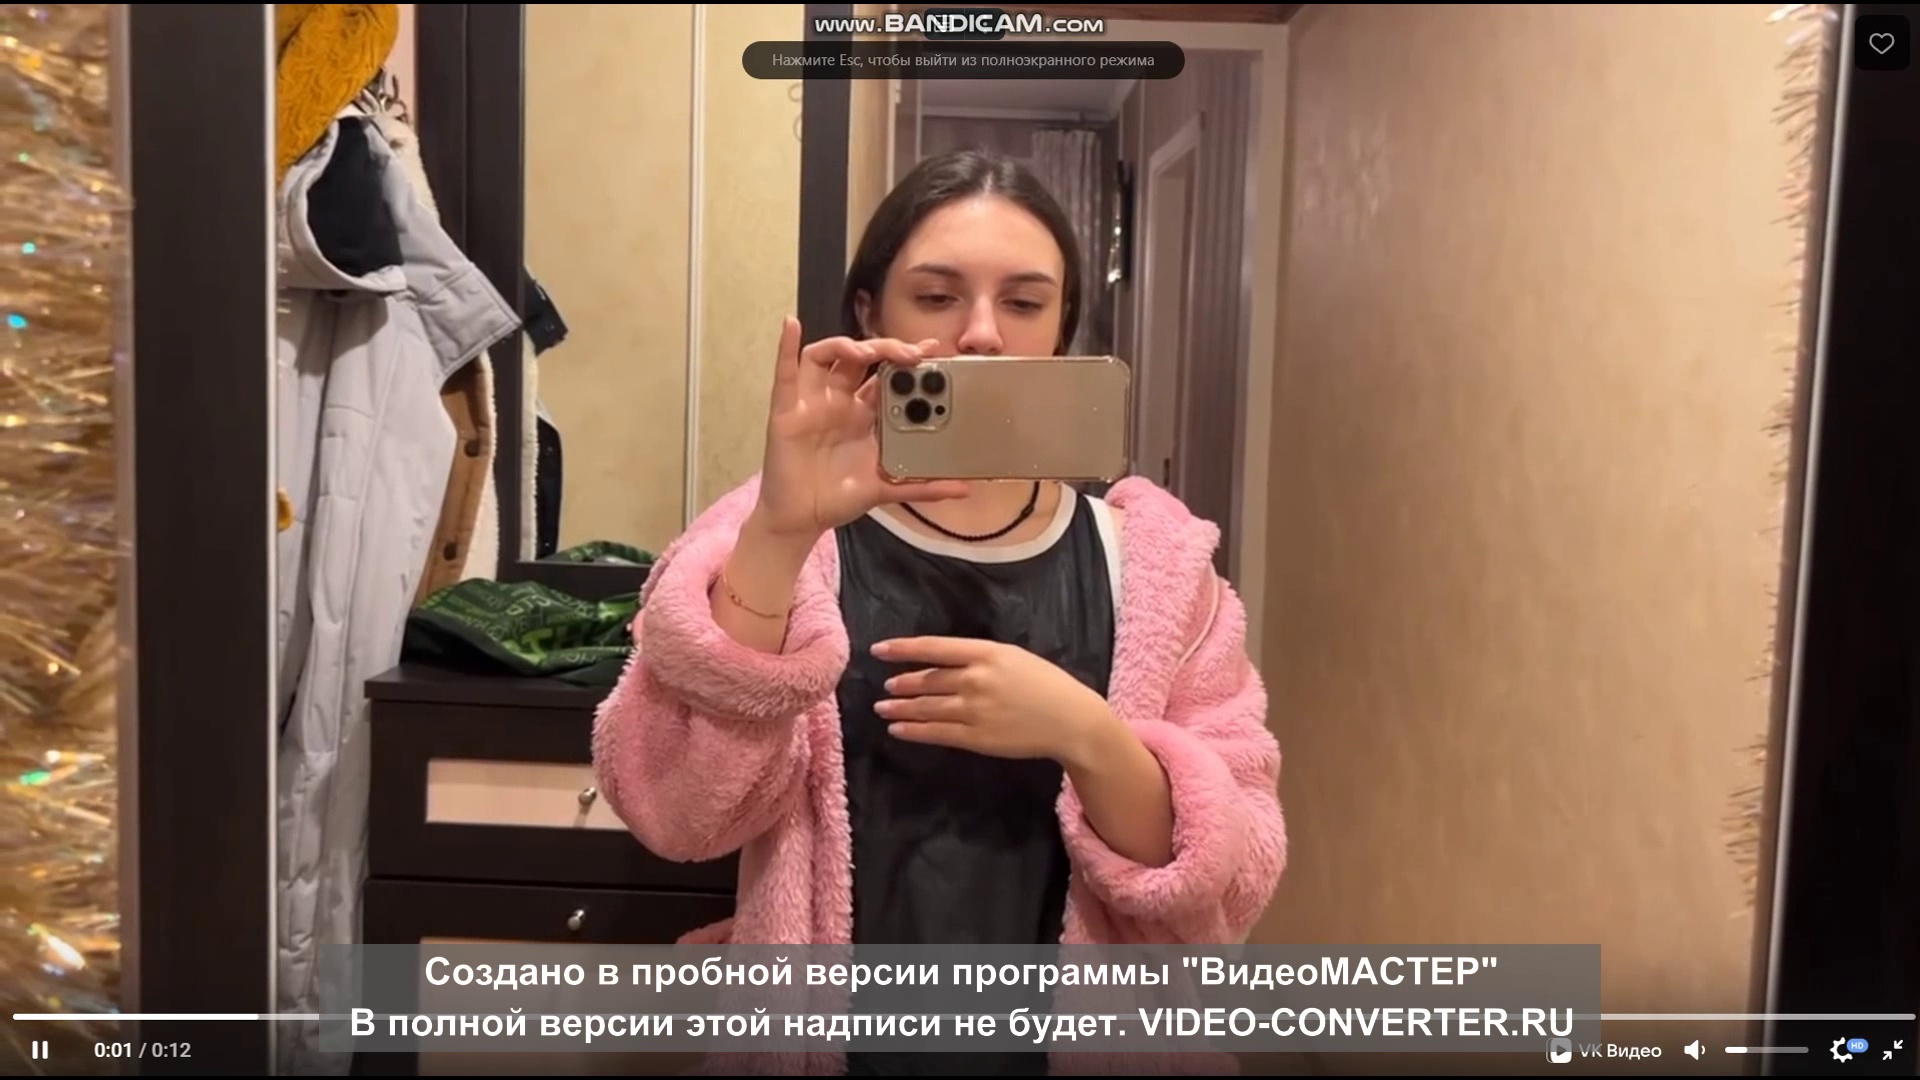 www.BANDICAM.COM
Нажмите Esc, чтобы выйти из полноэкранного режима
Создано в пробной версии программы "ВидеоМАСТЕР"
В полной версии этой надписи не будет. VIDEO-CONVERTER.RU
0:01 / 0:12
VK Видео
HD